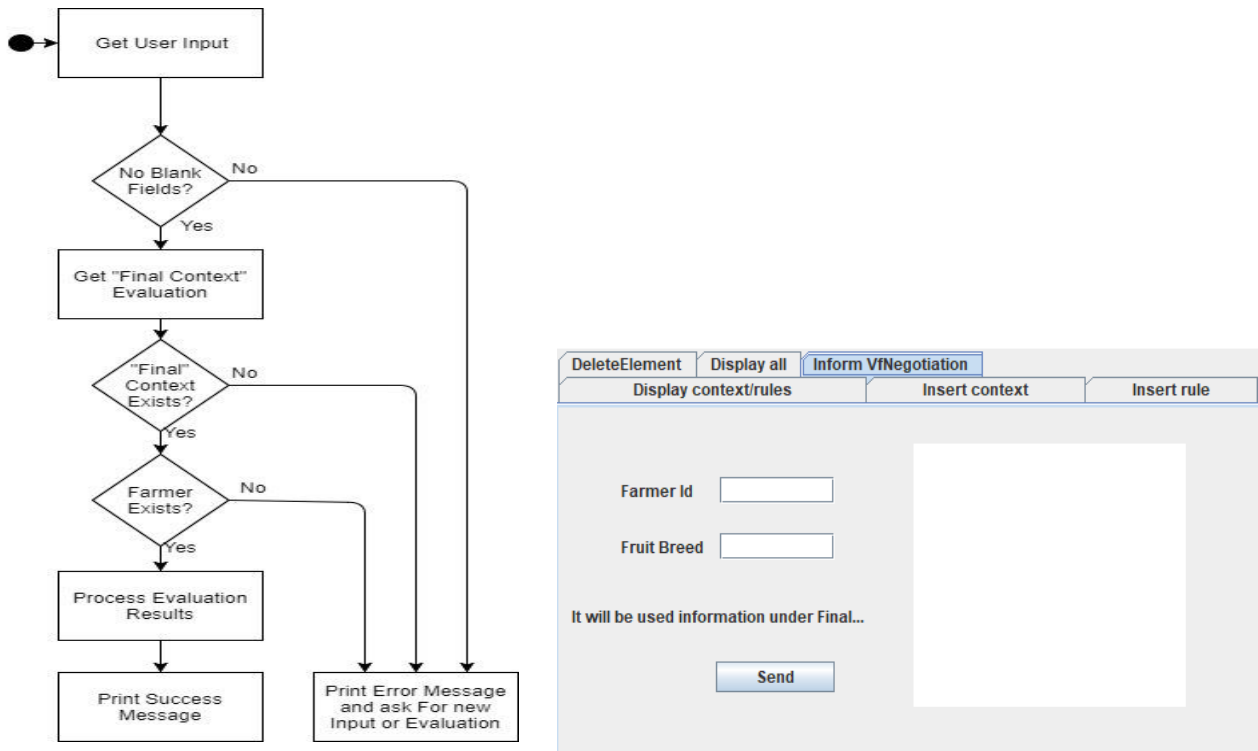 Get User Input
No Blank
Fields?
No
Yes
Get "Final Context"
Evaluation
"Final"
Context
Exists?
No
Yes
Farmer
Exists?
No
Yes
Process Evaluation
Results
Print Success
Message
Print Error Message
and ask For new
Input or Evaluation
DeleteElement Display all Inform VfNegotiation
Display context/rules Insert context Insert rule
Farmer Id
Fruit Breed
It will be used information under Final...
Send